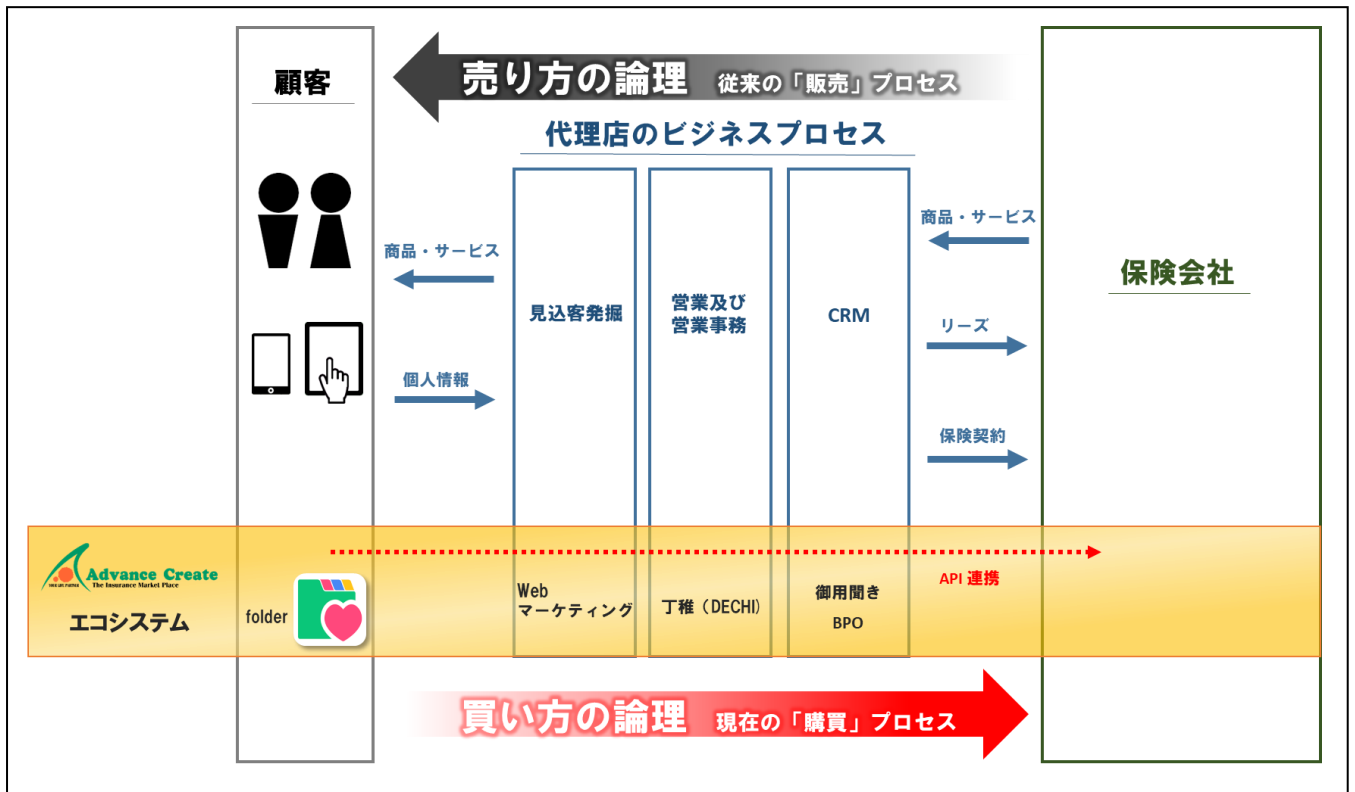 売り方の論理 従来の「販売」プロセス
顧客
代理店のビジネスプロセス
商品・サービス
個人情報
見込客発掘
営業及び
営業事務
CRM
商品・サービス
リーズ
保険契約
保険会社
Advance Create
The Insurance Market Place
エコシステム
folder
Web
マーケティング
丁稚（DECHI）
御用聞き
BPO
API 連携
買い方の論理 現在の「購買」プロセス